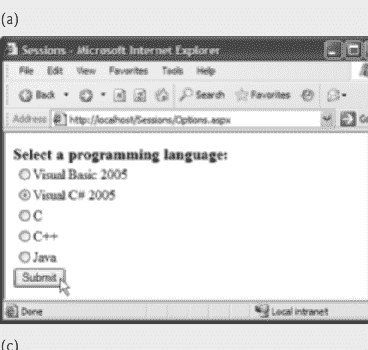 (a)
Sessions - Microsoft Internet Explorer
File Edit View Favorites Tools Help
Back Search Favorites
Address http://localhost/Sessions/Options.aspx Go
Select a programming language:
Visual Basic 2005
Visual C# 2005
C
C++
Java
Submit
Done Local intranet
(c)